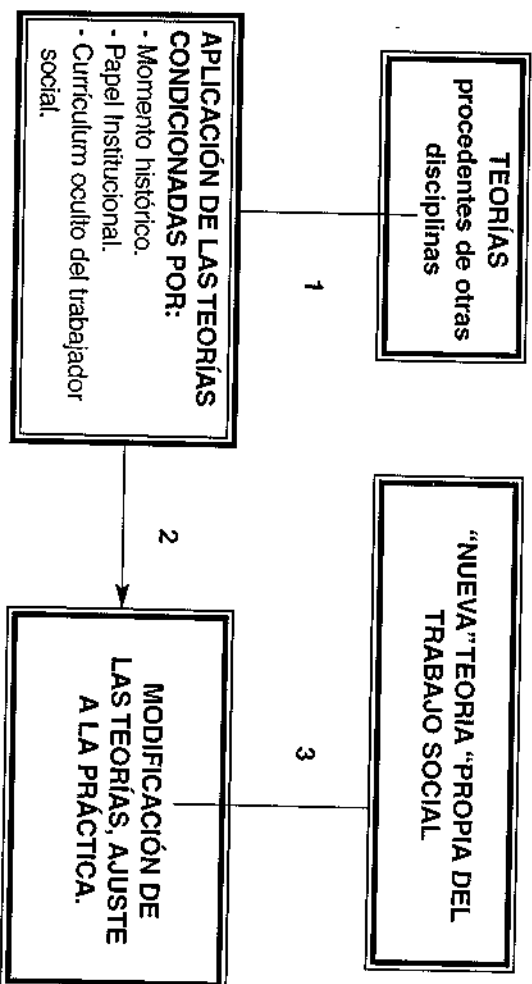 TEORÍAS
procedentes de otras
disciplinas
1
APLICACIÓN DE LAS TEORÍAS
CONDICIONADAS POR:
- Momento histórico.
- Papel Institucional.
- Currículum oculto del trabajador
social.
2
MODIFICACIÓN DE
LAS TEORÍAS, AJUSTE
A LA PRÁCTICA.
3
"NUEVA" TEORIA "PROPIA DEL
TRABAJO SOCIAL